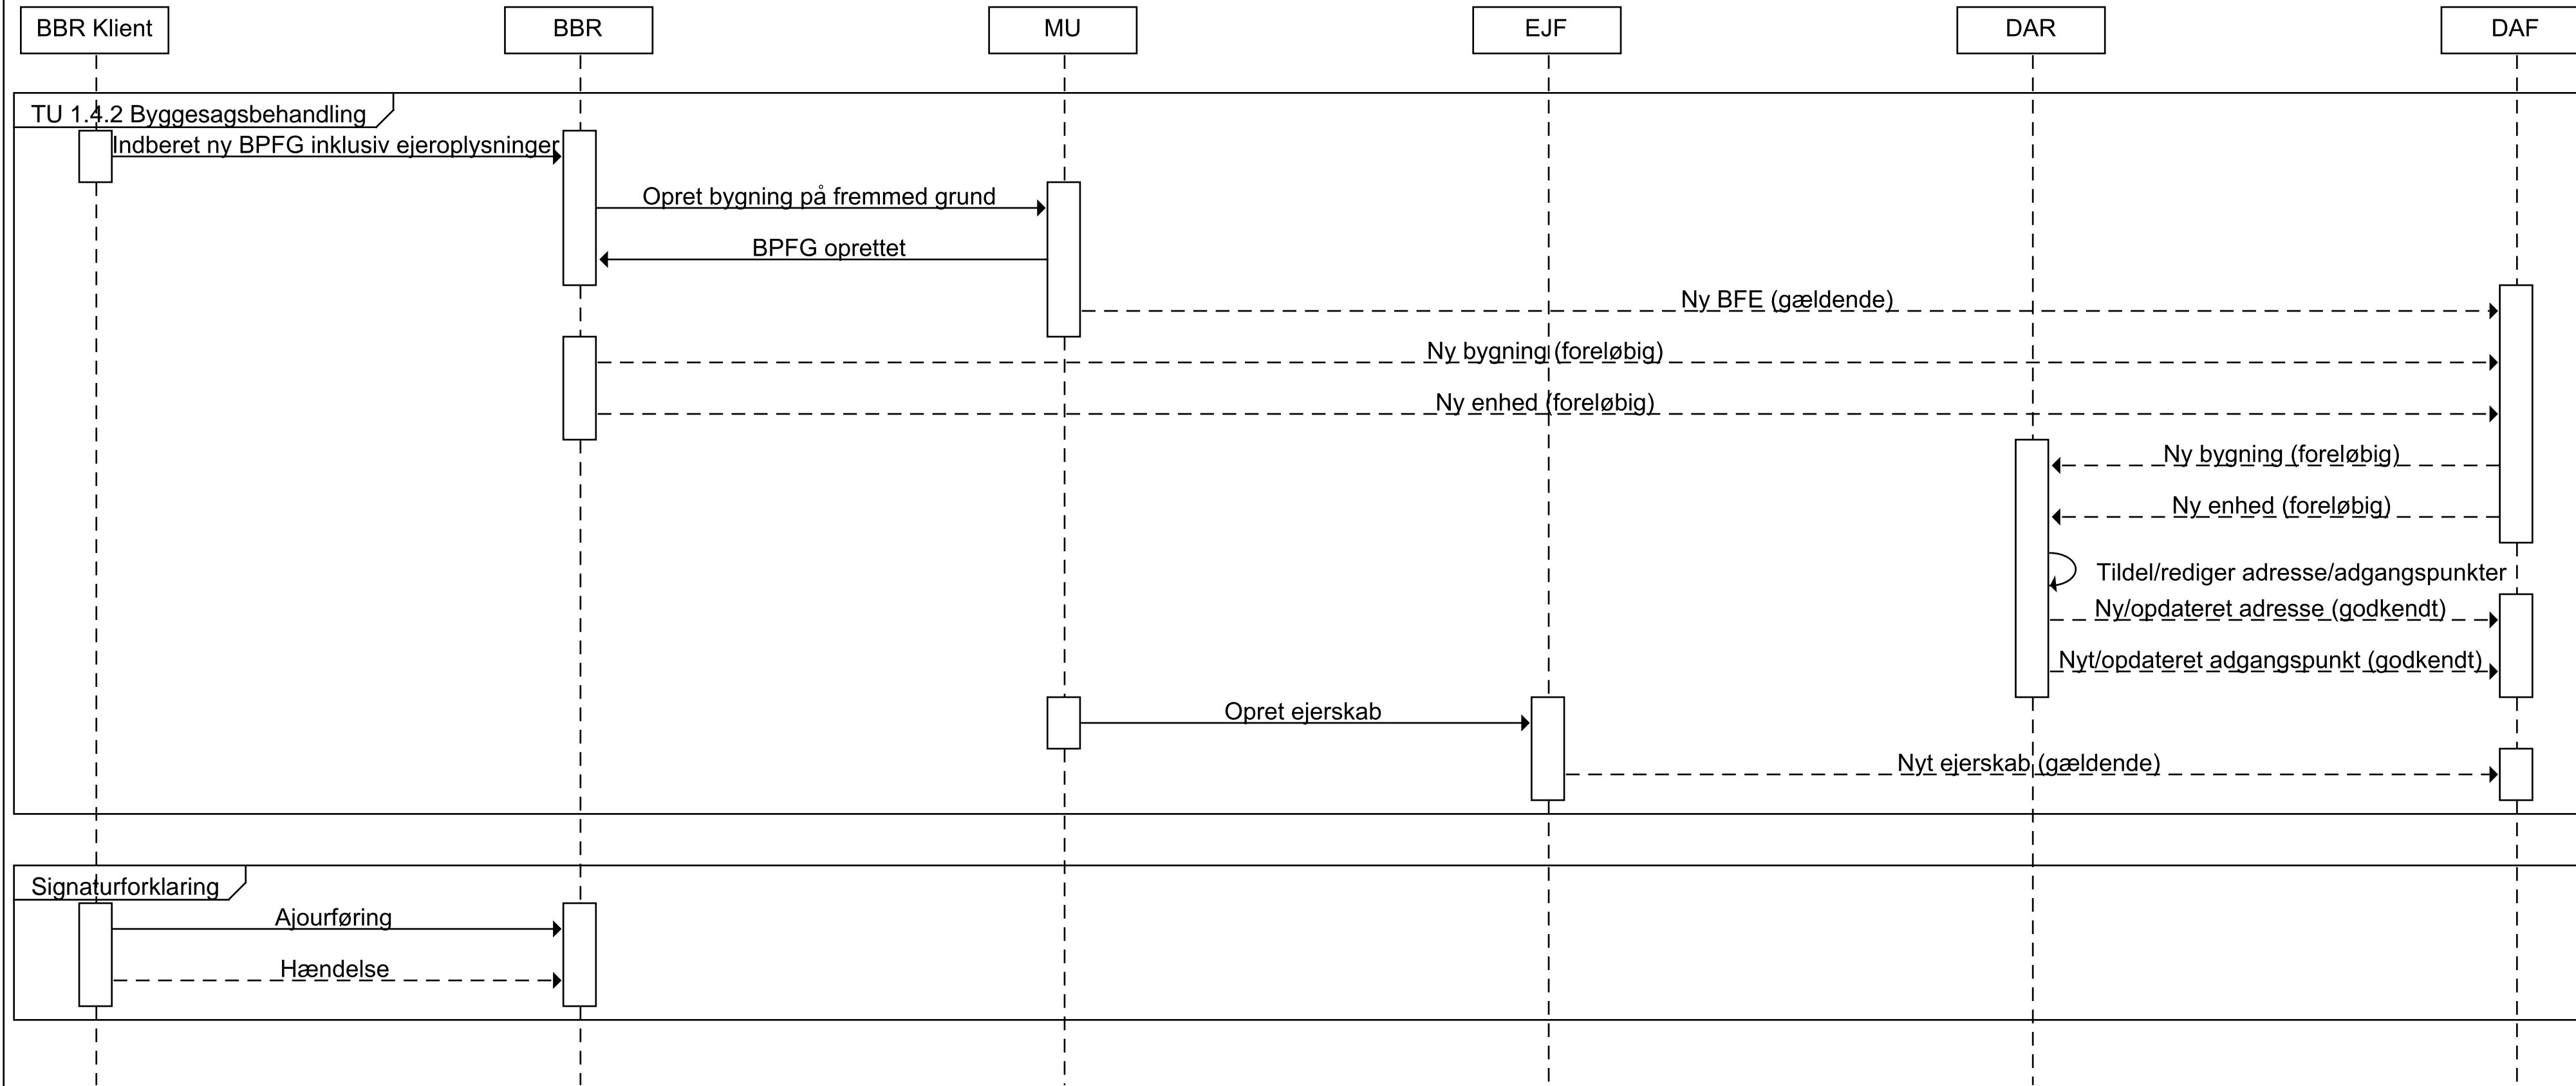 BBR Klient
BBR
MU
EJF
DAR
DAF
TU 1.4.2 Byggesagsbehandling
Indberet ny BPFG inklusiv ejeroplysninger
Opret bygning på fremmed grund
BPFG oprettet
Ny BFE (gældende)
Ny bygning (foreløbig)
Ny enhed (foreløbig)
Ny bygning (foreløbig)
Ny enhed (foreløbig)
Tildel/rediger adresse/adgangspunkter
Ny/opdateret adresse (godkendt)
Nyt/opdateret adgangspunkt (godkendt)
Opret ejerskab
Nyt ejerskab (gældende)
Signaturforklaring
Ajourføring
Hændelse